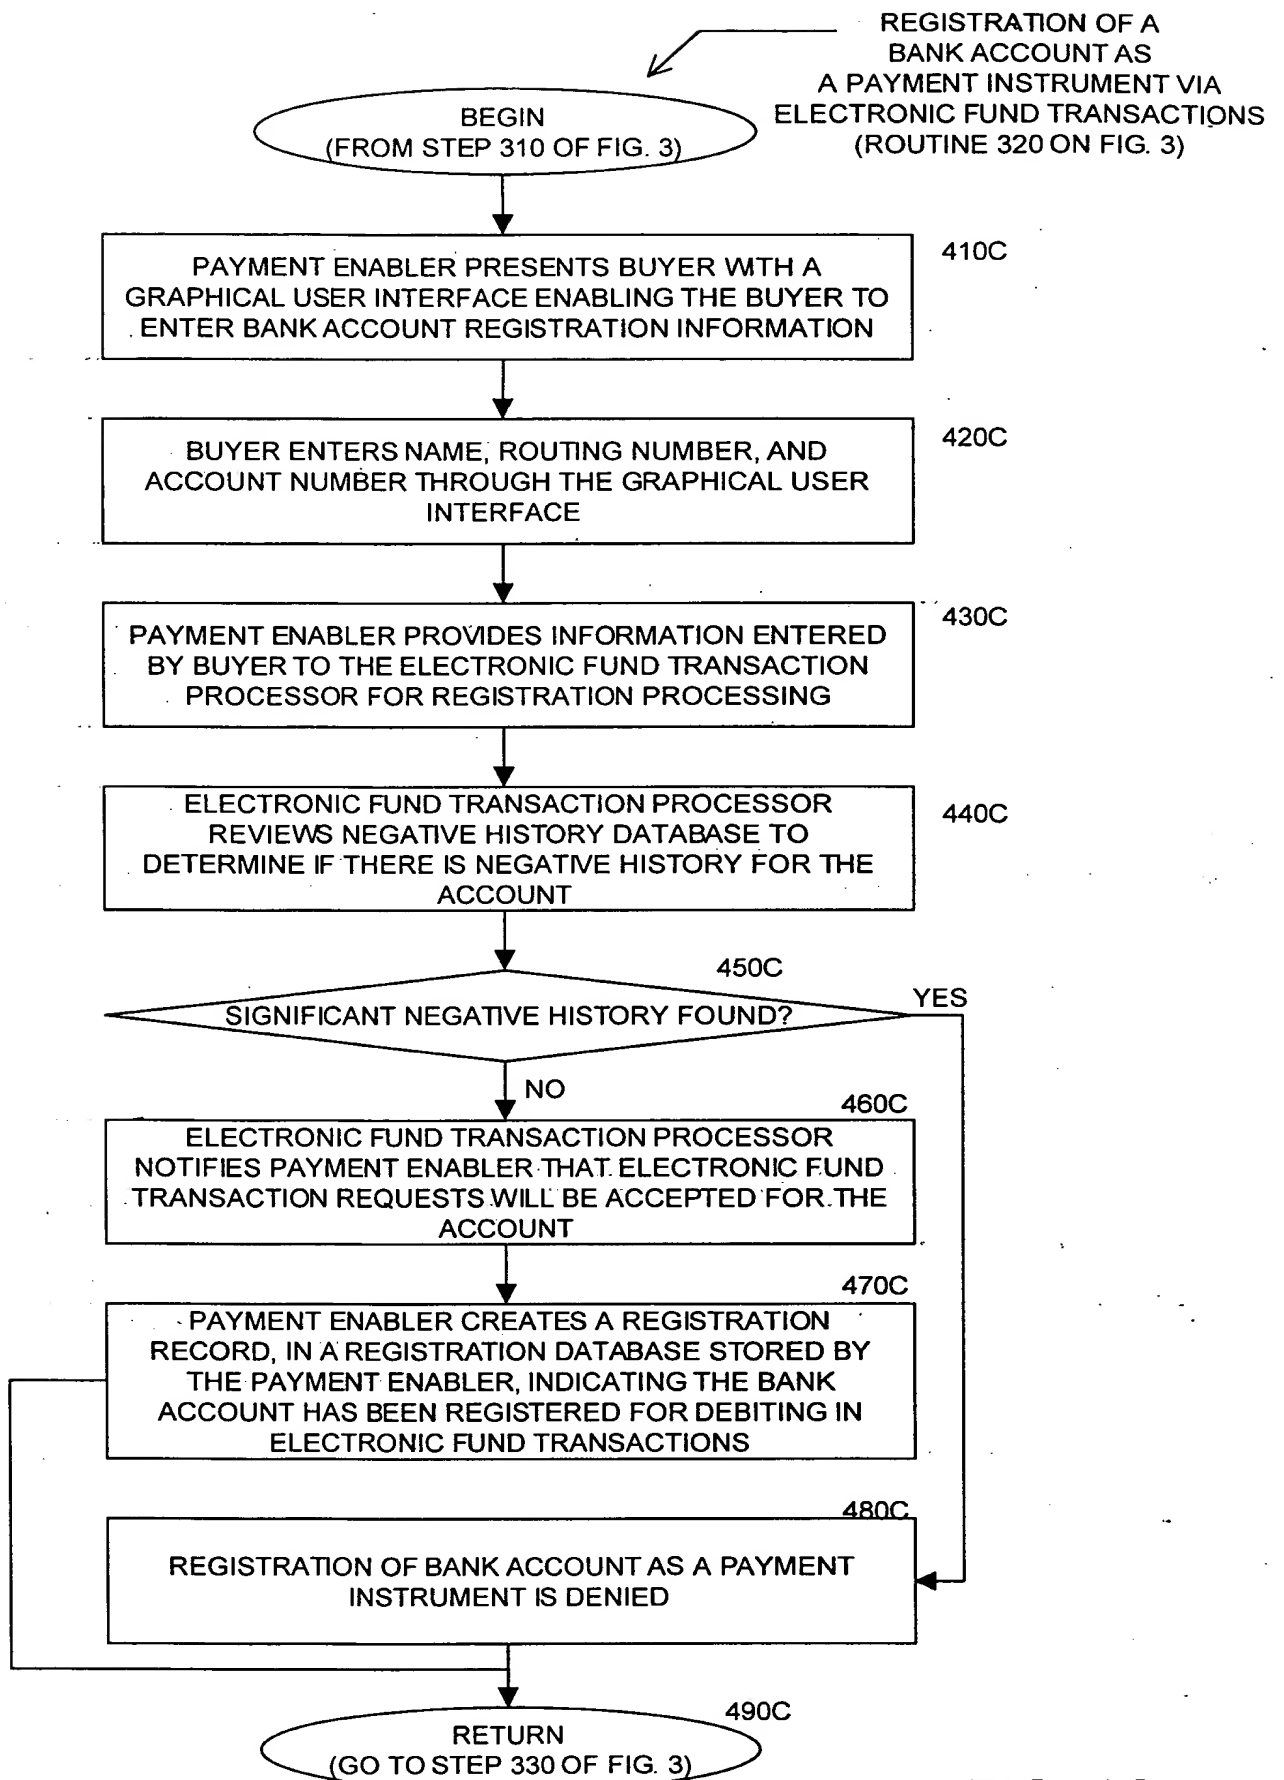 REGISTRATION OF A
BANK ACCOUNT AS
A PAYMENT INSTRUMENT VIA
ELECTRONIC FUND TRANSACTIONS
(ROUTINE 320 ON FIG. 3)
BEGIN
(FROM STEP 310 OF FIG. 3)
410C
PAYMENT ENABLER PRESENTS BUYER WITH A
GRAPHICAL USER INTERFACE ENABLING THE BUYER TO
ENTER BANK ACCOUNT REGISTRATION INFORMATION
420C
BUYER ENTERS NAME, ROUTING NUMBER, AND
ACCOUNT NUMBER THROUGH THE GRAPHICAL USER
INTERFACE
430C
PAYMENT ENABLER PROVIDES INFORMATION ENTERED
BY BUYER TO THE ELECTRONIC FUND TRANSACTION
PROCESSOR FOR REGISTRATION PROCESSING
440C
ELECTRONIC FUND TRANSACTION PROCESSOR
REVIEWS NEGATIVE HISTORY DATABASE TO
DETERMINE IF THERE IS NEGATIVE HISTORY FOR THE
ACCOUNT
450C
SIGNIFICANT NEGATIVE HISTORY FOUND?
YES
NO
460C
ELECTRONIC FUND TRANSACTION PROCESSOR
NOTIFIES PAYMENT ENABLER THAT ELECTRONIC FUND
TRANSACTION REQUESTS WILL BE ACCEPTED FOR THE
ACCOUNT
470C
PAYMENT ENABLER CREATES A REGISTRATION
RECORD, IN A REGISTRATION DATABASE STORED BY
THE PAYMENT ENABLER, INDICATING THE BANK
ACCOUNT HAS BEEN REGISTERED FOR DEBITING IN
ELECTRONIC FUND TRANSACTIONS
480C
REGISTRATION OF BANK ACCOUNT AS A PAYMENT
INSTRUMENT IS DENIED
490C
RETURN
(GO TO STEP 330 OF FIG. 3)